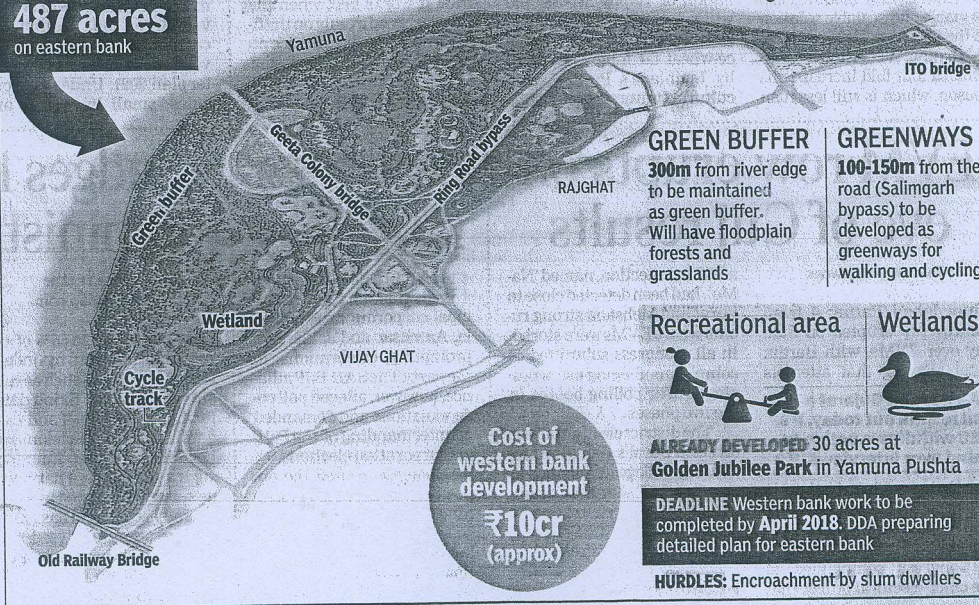 487 acres
on eastern bank
Yamuna
ITO bridge
Geeta Colony bridge
Ring Road bypass
Green buffer
RAJGHAT
Wetland
VIJAY GHAT
Cycle
track
Old Railway Bridge
GREEN BUFFER
300m from river edge
to be maintained
as green buffer.
Will have floodplain
forests and
grasslands
GREENWAYS
100-150m from the
road (Salimgarh
bypass) to be
developed as
greenways for
walking and cycling
Recreational area
Wetlands
ALREADY DEVELOPED 30 acres at
Golden Jubilee Park in Yamuna Pushta
Cost of
western bank
development
₹10cr
(approx)
DEADLINE Western bank work to be
completed by April 2018. DDA preparing
detailed plan for eastern bank
HURDLES: Encroachment by slum dwellers